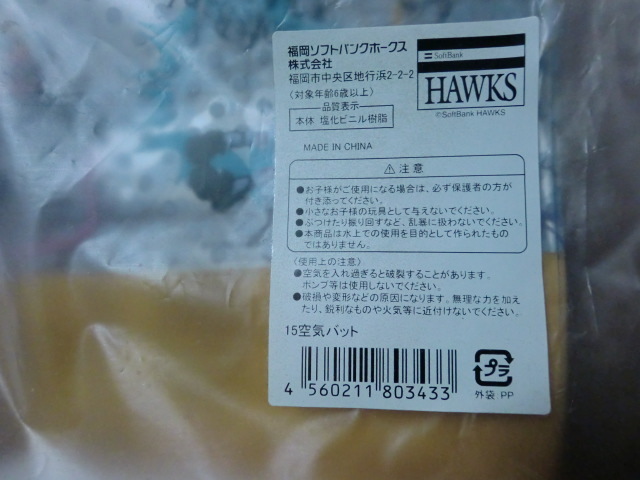 福岡ソフトバンクホークス
株式会社
福岡市中央区地行浜2-2-2
(対象年齢6歳以上)
品質表示
本体 塩化ビニル樹脂
SoftBank
HAWKS
©SoftBank HAWKS
MADE IN CHINA
⚠ 注意
●お子様がご使用になる場合は、必ず保護者の方が
付き添ってください。
●小さなお子様の玩具として与えないでください。
●ぶつけたり振り回すなど、乱暴に扱わないでください。
●本商品は水上での使用を目的として作られたもの
ではありません。
〈使用上の注意〉
●空気を入れ過ぎると破裂することがあります。
ポンプ等は使用しないでください。
●破損や変形などの原因になります。無理な力を加え
たり、鋭利なものや火気等に近付けないでください。
15空気バット
4 560211 803433
プラ
外袋 PP